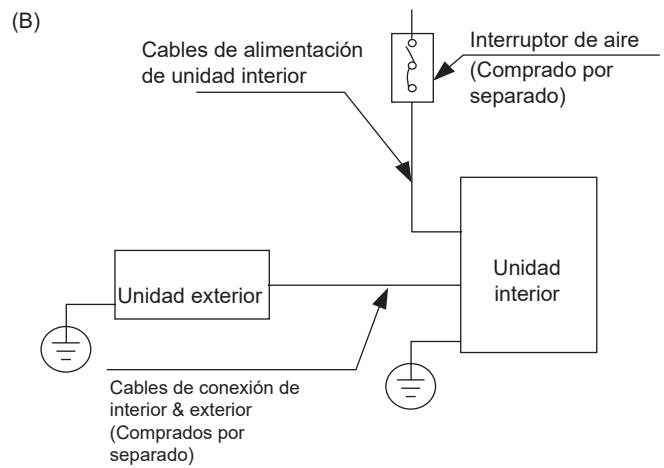 (B)
Cables de alimentación
de unidad interior
Interruptor de aire
(Comprado por
separado)
Unidad exterior
Unidad
interior
Cables de conexión de
interior & exterior
(Comprados por
separado)